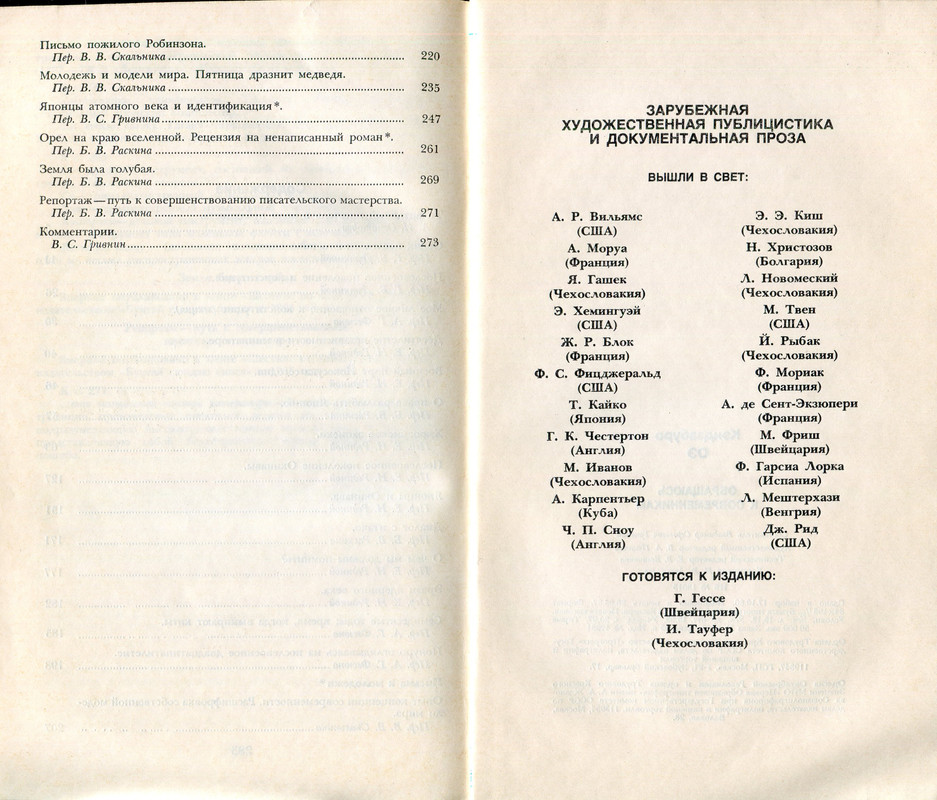 Письмо пожилого Робинзона.
Пер. В. В. Скальника ........ 220
Молодежь и модели мира. Пятница дразнит медведя.
Пер. В. В. Скальника ........ 235
Японцы атомного века и идентификация*.
Пер. В. С. Гривнина ........ 247
Орел на краю вселенной. Рецензия на ненаписанный роман*.
Пер. Б. В. Раскина ........ 261
Земля была голубая.
Пер. Б. В. Раскина ........ 269
Репортаж—путь к совершенствованию писательского мастерства.
Пер. Б. В. Раскина ........ 271
Комментарии.
В. С. Гривнин ........ 273
ЗАРУБЕЖНАЯ
ХУДОЖЕСТВЕННАЯ ПУБЛИЦИСТИКА
И ДОКУМЕНТАЛЬНАЯ ПРОЗА
ВЫШЛИ В СВЕТ:
А. Р. Вильямс
(США)
А. Моруа
(Франция)
Я. Гашек
(Чехословакия)
Э. Хемингуэй
(США)
Ж. Р. Блок
(Франция)
Ф. С. Фицджеральд
(США)
Т. Кайко
(Япония)
Г. К. Честертон
(Англия)
М. Иванов
(Чехословакия)
А. Карпентьер
(Куба)
Ч. П. Сноу
(Англия)
Э. Э. Киш
(Чехословакия)
Н. Христозов
(Болгария)
Л. Новомеский
(Чехословакия)
М. Твен
(США)
Й. Рыбак
(Чехословакия)
Ф. Мориак
(Франция)
А. де Сент-Экзюпери
(Франция)
М. Фриш
(Швейцария)
Ф. Гарсиа Лорка
(Испания)
Л. Мештерхази
(Венгрия)
Дж. Рид
(США)
ГОТОВЯТСЯ К ИЗДАНИЮ:
Г. Гессе
(Швейцария)
И. Тауфер
(Чехословакия)